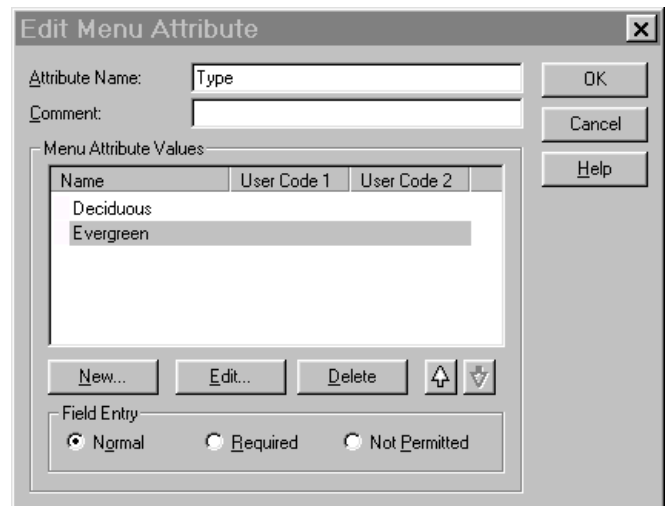 Edit Menu Attribute
Attribute Name: Type
OK
Comment:
Cancel
Menu Attribute Values
Help
Name User Code 1 User Code 2
Deciduous
Evergreen
New... Edit... Delete
Field Entry
Normal Required Not Permitted